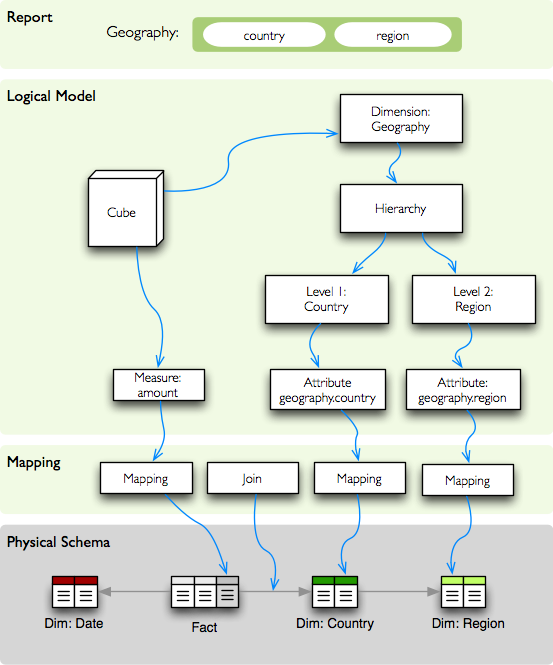 Report
Geography:
country
region
Logical Model
Dimension:
Geography
Cube
Hierarchy
Level 1:
Country
Level 2:
Region
Measure:
amount
Attribute
geography.country
Attribute:
geography.region
Mapping
Mapping
Join
Mapping
Mapping
Physical Schema
Dim: Date
Fact
Dim: Country
Dim: Region